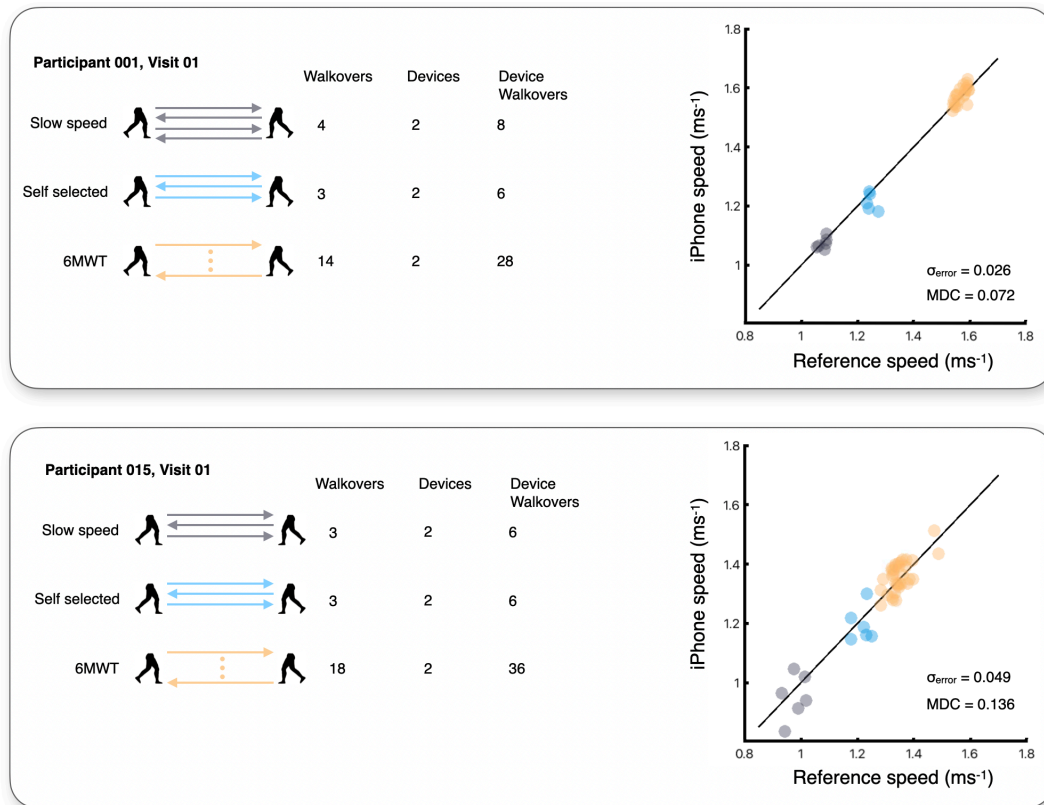 Participant 001, Visit 01
Walkovers Devices Device
Walkovers
Slow speed 4 2 8
Self selected 3 2 6
6MWT 14 2 28
1.8
1.6
1.4
1.2
1
0.8
iPhone speed (ms⁻¹)
σerror = 0.026
MDC = 0.072
0.8 1 1.2 1.4 1.6 1.8
Reference speed (ms⁻¹)
Participant 015, Visit 01
Walkovers Devices Device
Walkovers
Slow speed 3 2 6
Self selected 3 2 6
6MWT 18 2 36
1.8
1.6
1.4
1.2
1
0.8
iPhone speed (ms⁻¹)
σerror = 0.049
MDC = 0.136
0.8 1 1.2 1.4 1.6 1.8
Reference speed (ms⁻¹)